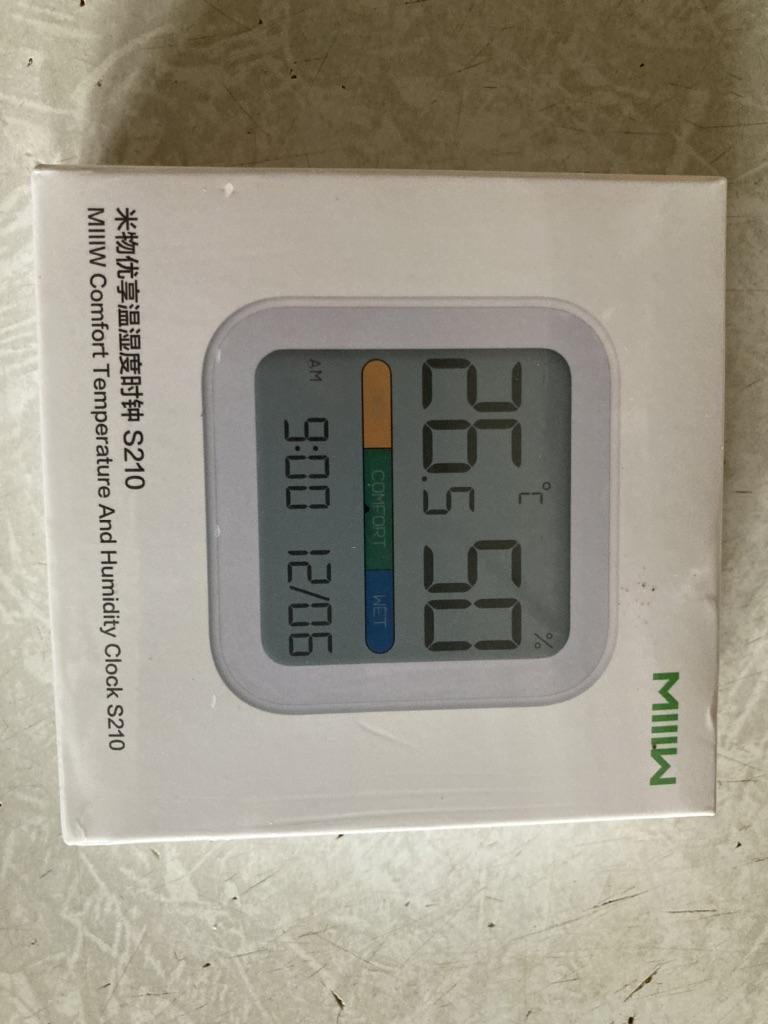 MIIIW
26.5 °C 50 %
COMFORT WET
AM 9:00 12/06
米物优享温湿度时钟 S210
MIIIW Comfort Temperature And Humidity Clock S210